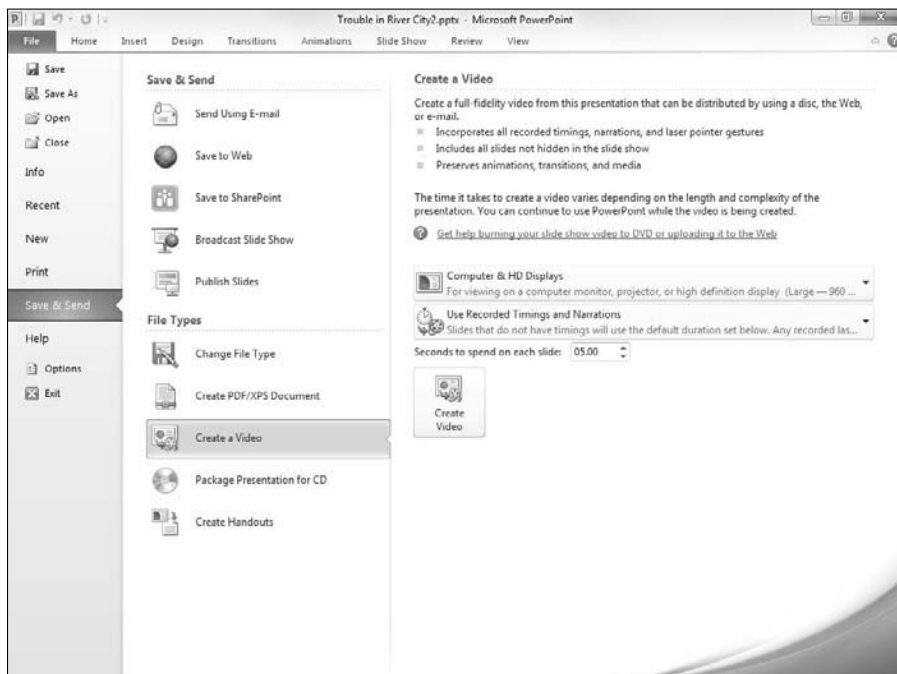 Trouble in River City2.pptx - Microsoft PowerPoint
File Home Insert Design Transitions Animations Slide Show Review View
Save
Save As
Open
Close
Info
Recent
New
Print
Save & Send
Help
Options
Exit
Save & Send
Send Using E-mail
Save to Web
Save to SharePoint
Broadcast Slide Show
Publish Slides
File Types
Change File Type
Create PDF/XPS Document
Create a Video
Package Presentation for CD
Create Handouts
Create a Video
Create a full-fidelity video from this presentation that can be distributed by using a disc, the Web,
or e-mail.
Incorporates all recorded timings, narrations, and laser pointer gestures
Includes all slides not hidden in the slide show
Preserves animations, transitions, and media
The time it takes to create a video varies depending on the length and complexity of the
presentation. You can continue to use PowerPoint while the video is being created.
Get help burning your slide show video to DVD or uploading it to the Web
Computer & HD Displays
For viewing on a computer monitor, projector, or high definition display (Large — 960 ...
Use Recorded Timings and Narrations
Slides that do not have timings will use the default duration set below. Any recorded las...
Seconds to spend on each slide: 05.00
Create
Video